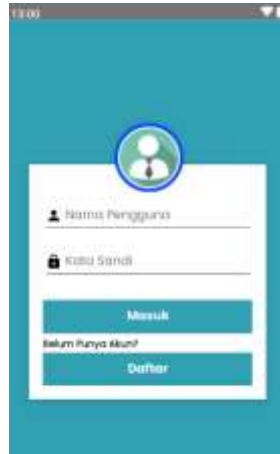 13:00
Nama Pengguna
Kata Sandi
Masuk
Belum Punya Akun?
Daftar